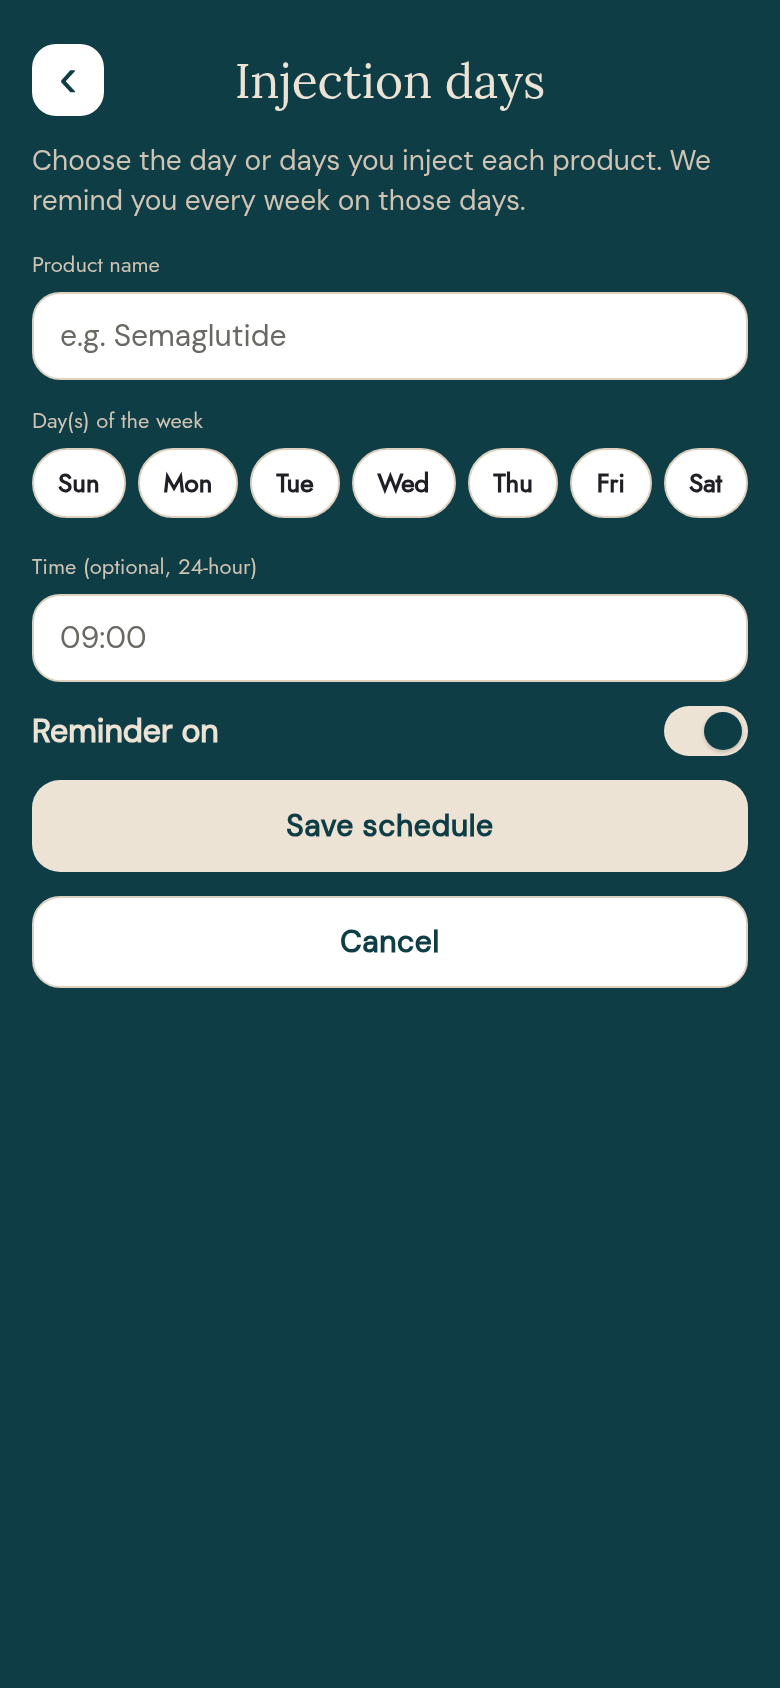 Injection days
Choose the day or days you inject each product. We
remind you every week on those days.
Product name
e.g. Semaglutide
Day(s) of the week
Sun Mon Tue Wed Thu Fri Sat
Time (optional, 24-hour)
09:00
Reminder on
Save schedule
Cancel